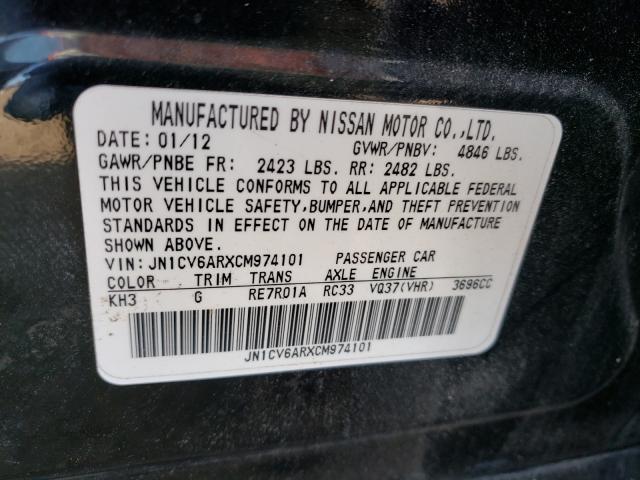 MANUFACTURED BY NISSAN MOTOR CO.,LTD.
DATE: 01/12 GVWR/PNBV: 4846 LBS.
GAWR/PNBE FR: 2423 LBS. RR: 2482 LBS.
THIS VEHICLE CONFORMS TO ALL APPLICABLE FEDERAL
MOTOR VEHICLE SAFETY,BUMPER,AND THEFT PREVENTION
STANDARDS IN EFFECT ON THE DATE OF MANUFACTURE
SHOWN ABOVE.
VIN: JN1CV6ARXCM974101 PASSENGER CAR
COLOR TRIM TRANS AXLE ENGINE
KH3 G RE7R01A RC33 VQ37(VHR) 3696CC
JN1CV6ARXCM974101